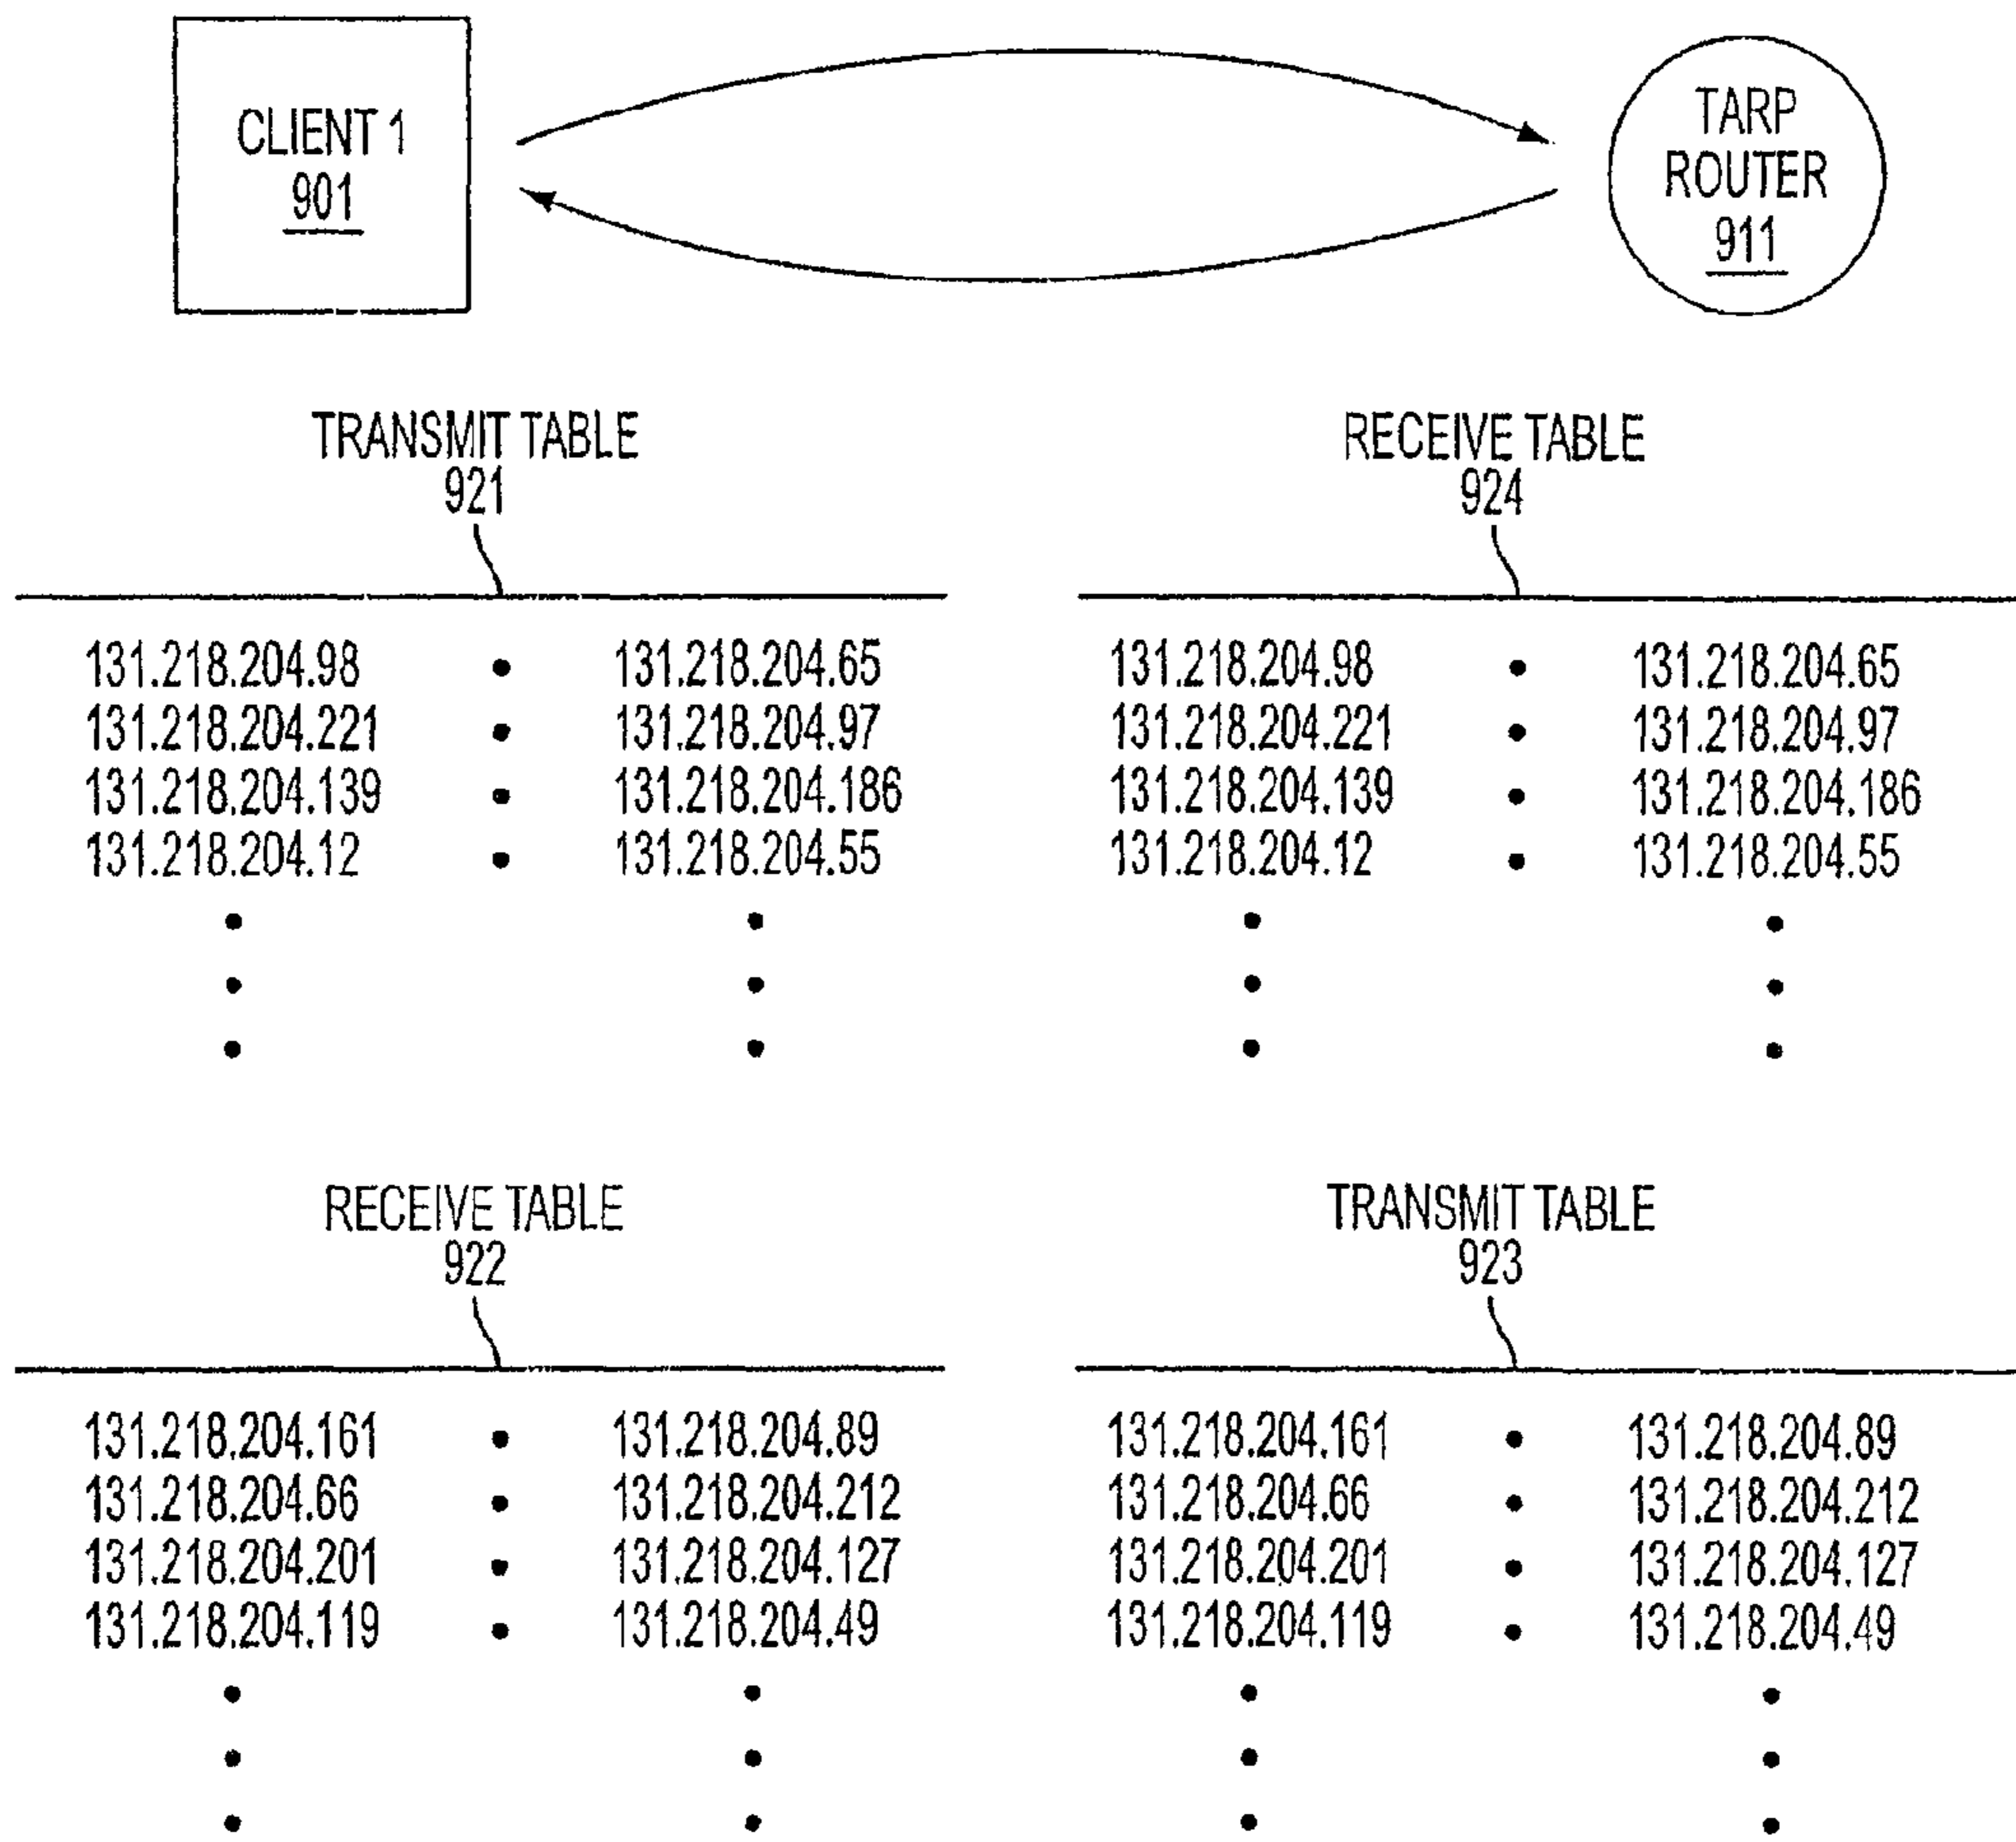 CLIENT 1
901
TARP
ROUTER
911
TRANSMIT TABLE
921
131.218.204.98 • 131.218.204.65
131.218.204.221 • 131.218.204.97
131.218.204.139 • 131.218.204.186
131.218.204.12 • 131.218.204.55
RECEIVE TABLE
924
131.218.204.98 • 131.218.204.65
131.218.204.221 • 131.218.204.97
131.218.204.139 • 131.218.204.186
131.218.204.12 • 131.218.204.55
RECEIVE TABLE
922
131.218.204.161 • 131.218.204.89
131.218.204.66 • 131.218.204.212
131.218.204.201 • 131.218.204.127
131.218.204.119 • 131.218.204.49
TRANSMIT TABLE
923
131.218.204.161 • 131.218.204.89
131.218.204.66 • 131.218.204.212
131.218.204.201 • 131.218.204.127
131.218.204.119 • 131.218.204.49